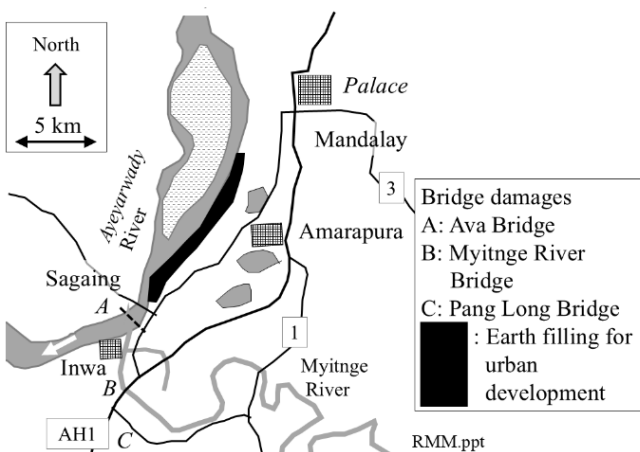 North
5 km
Palace
Mandalay
3
Ayeyarwady
River
Amarapura
Sagaing
A
1
Inwa
Myitnge
River
B
AH1
C
Bridge damages
A: Ava Bridge
B: Myitnge River
Bridge
C: Pang Long Bridge
: Earth filling for
urban
development
RMM.ppt